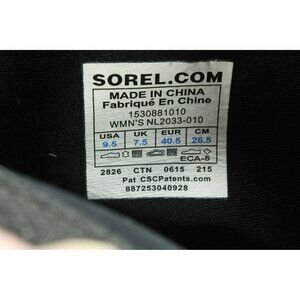 SOREL.COM
MADE IN CHINA
Fabriqué En Chine
1530881010
WMN'S NL2033-010
USA UK EUR CM
9.5 7.5 40.5 26.5
ECA-5
2826 CTN 0615 215
Pat CSCPatents.com
887253040928